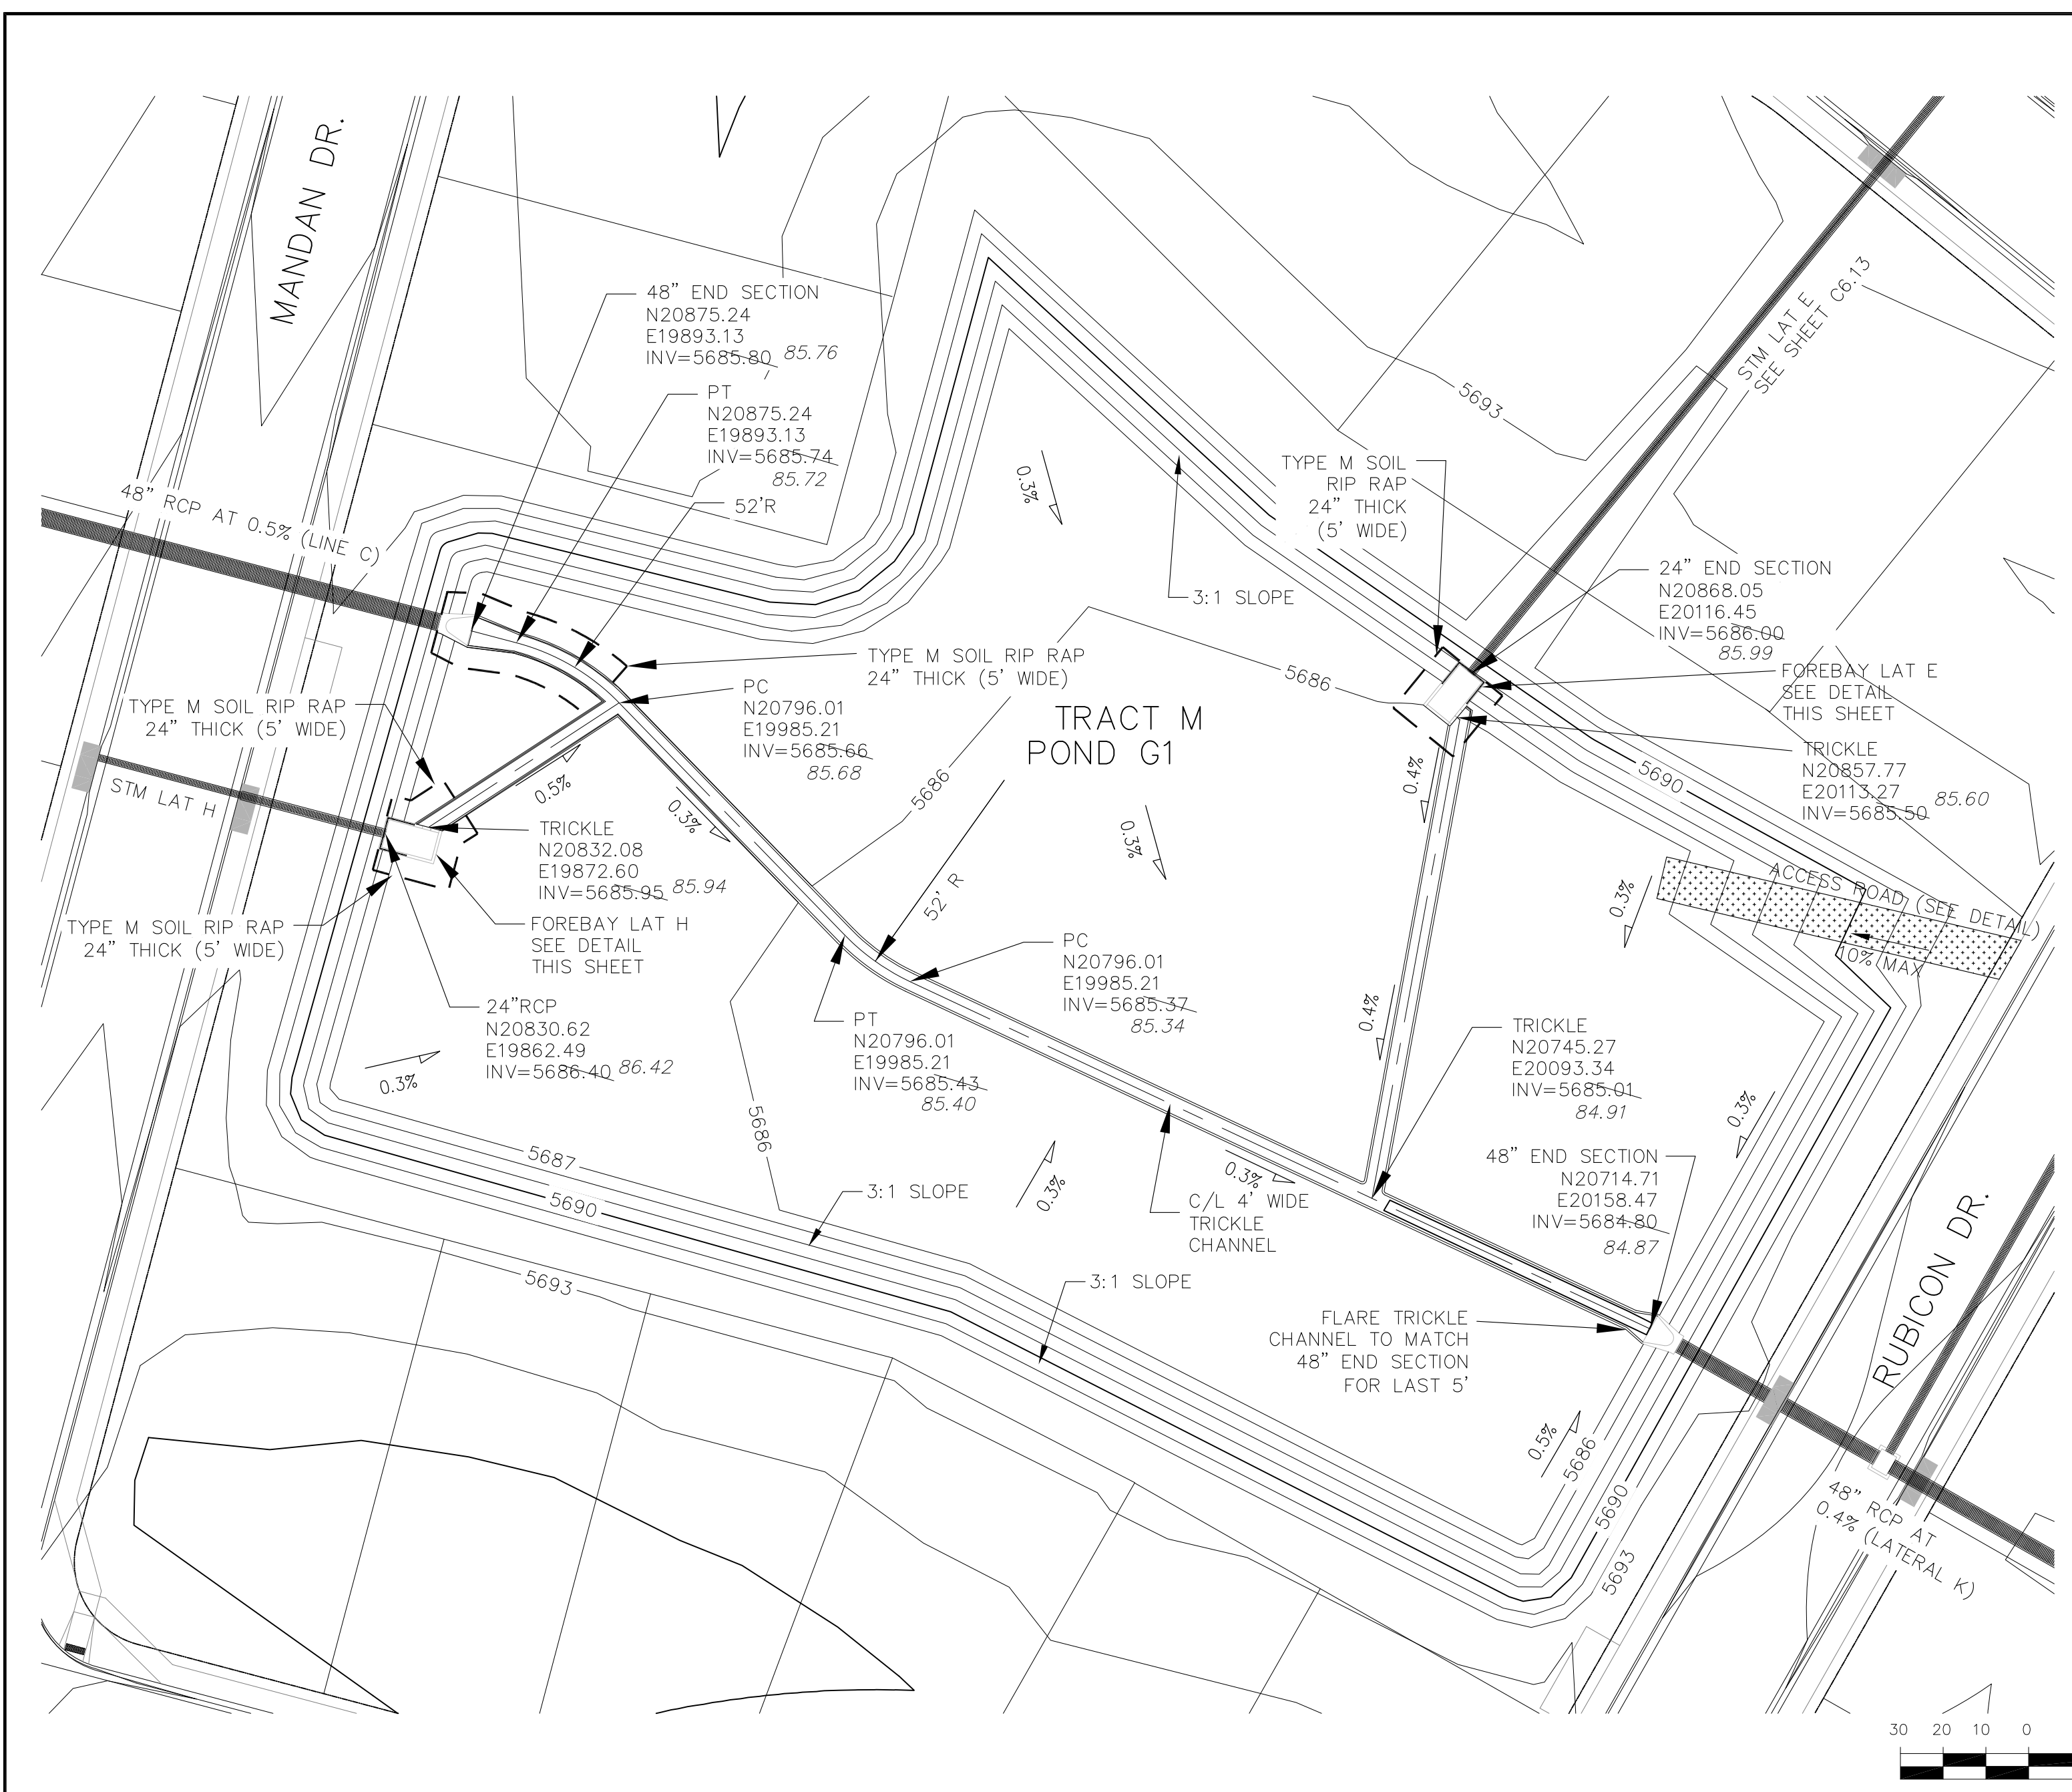 MANDAN DR.
48" END SECTION
N20875.24
E19893.13
INV=5685.80 85.76
PT
N20875.24
E19893.13
INV=5685.74
85.72
52'R
48" RCP AT 0.5% (LINE C)
0.3%
5693
STM LAT E
SEE SHEET C6.13
TYPE M SOIL
RIP RAP
24" THICK
(5' WIDE)
3:1 SLOPE
24" END SECTION
N20868.05
E20116.45
INV=5686.00
85.99
FOREBAY LAT E
SEE DETAIL
THIS SHEET
TRICKLE
N20857.77
E20113.27
INV=5685.50 85.60
TYPE M SOIL RIP RAP
24" THICK (5' WIDE)
5686
TYPE M SOIL RIP RAP
24" THICK (5' WIDE)
PC
N20796.01
E19985.21
INV=5685.66
85.68
TRACT M
POND G1
5690
STM LAT H
0.5%
0.3%
5686
0.4%
0.3%
TRICKLE
N20832.08
E19872.60
INV=5685.95 85.94
ACCESS ROAD (SEE DETAIL)
10% MAX
0.3%
52' R
TYPE M SOIL RIP RAP
24" THICK (5' WIDE)
FOREBAY LAT H
SEE DETAIL
THIS SHEET
PC
N20796.01
E19985.21
INV=5685.37
85.34
24"RCP
N20830.62
E19862.49
INV=5686.40 86.42
PT
N20796.01
E19985.21
INV=5685.43
85.40
0.4%
TRICKLE
N20745.27
E20093.34
INV=5685.01
84.91
0.3%
0.3%
5686
5687
5690
3:1 SLOPE
0.3%
0.3%
C/L 4' WIDE
TRICKLE
CHANNEL
48" END SECTION
N20714.71
E20158.47
INV=5684.80
84.87
RUBICON DR.
5693
3:1 SLOPE
FLARE TRICKLE
CHANNEL TO MATCH
48" END SECTION
FOR LAST 5'
0.5%
5686
5690
5693
48" RCP AT
0.4% (LATERAL K)
30 20 10 0